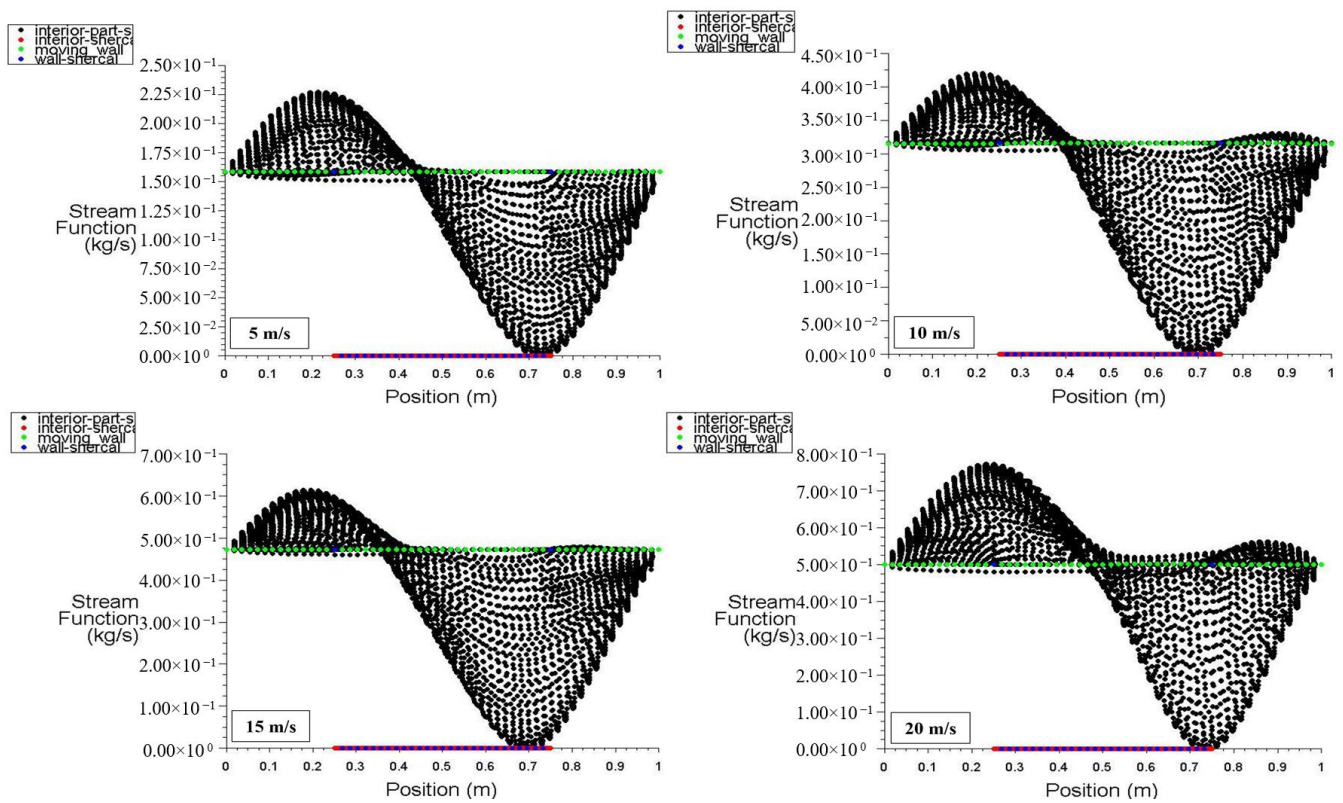 interior-part-s
interior-sherca
moving_wall
wall-shercal
2.50×10⁻¹
2.25×10⁻¹
2.00×10⁻¹
1.75×10⁻¹
1.50×10⁻¹
1.25×10⁻¹
1.00×10⁻¹
7.50×10⁻²
5.00×10⁻²
2.50×10⁻²
0.00×10⁰
Stream
Function
(kg/s)
5 m/s
0 0.1 0.2 0.3 0.4 0.5 0.6 0.7 0.8 0.9 1
Position (m)
interior-part-s
interior-sherca
moving_wall
wall-shercal
4.50×10⁻¹
4.00×10⁻¹
3.50×10⁻¹
3.00×10⁻¹
2.50×10⁻¹
2.00×10⁻¹
1.50×10⁻¹
1.00×10⁻¹
5.00×10⁻²
0.00×10⁰
Stream
Function
(kg/s)
10 m/s
0 0.1 0.2 0.3 0.4 0.5 0.6 0.7 0.8 0.9 1
Position (m)
interior-part-s
interior-sherca
moving_wall
wall-shercal
7.00×10⁻¹
6.00×10⁻¹
5.00×10⁻¹
4.00×10⁻¹
3.00×10⁻¹
2.00×10⁻¹
1.00×10⁻¹
0.00×10⁰
Stream
Function
(kg/s)
15 m/s
0 0.1 0.2 0.3 0.4 0.5 0.6 0.7 0.8 0.9 1
Position (m)
interior-part-s
interior-sherca
moving_wall
wall-shercal
8.00×10⁻¹
7.00×10⁻¹
6.00×10⁻¹
5.00×10⁻¹
5.00×10⁻¹
4.00×10⁻¹
2.00×10⁻¹
1.00×10⁻¹
0.00×10⁰
Stream
Function
(kg/s)
20 m/s
0 0.1 0.2 0.3 0.4 0.5 0.6 0.7 0.8 0.9 1
Position (m)